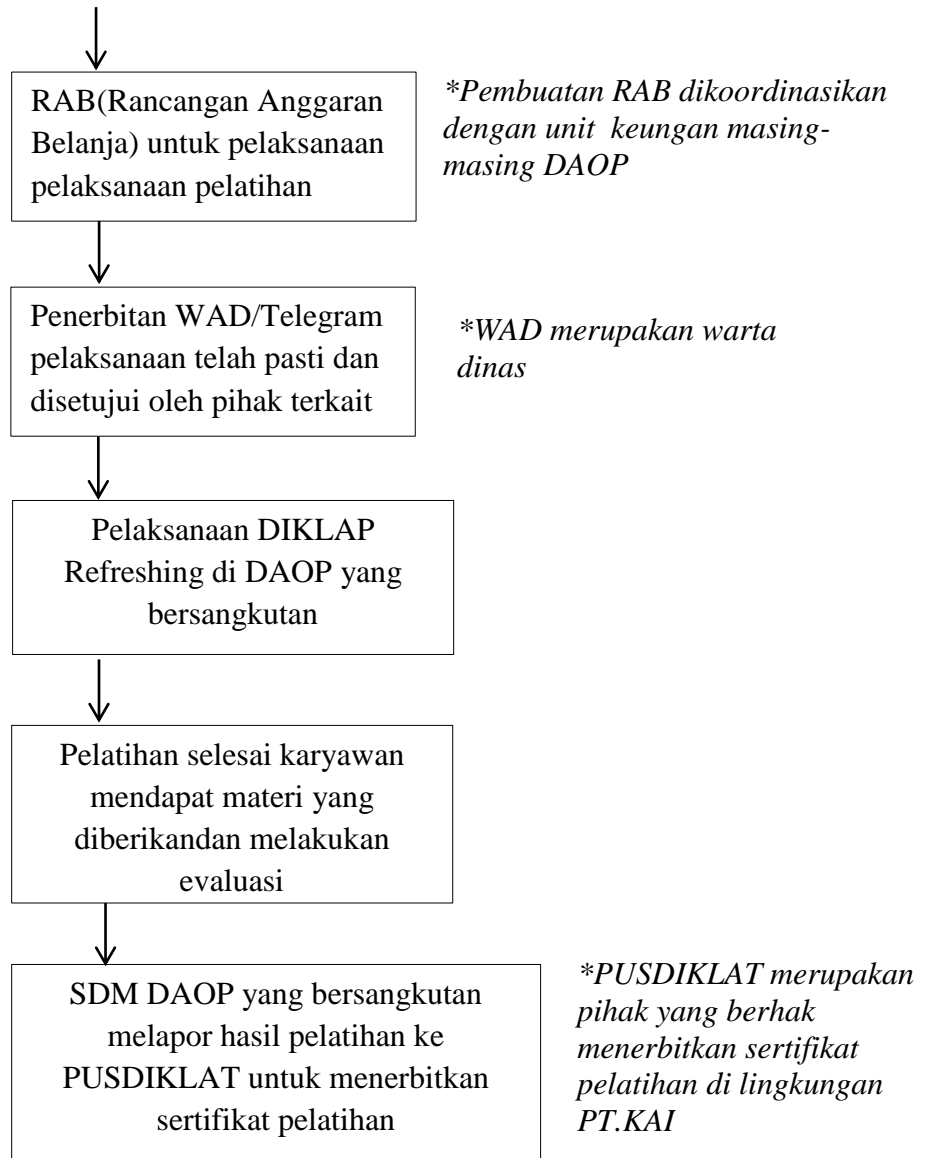 RAB(Rancangan Anggaran
Belanja) untuk pelaksanaan
pelaksanaan pelatihan
*Pembuatan RAB dikoordinasikan
dengan unit keungan masing-
masing DAOP
Penerbitan WAD/Telegram
pelaksanaan telah pasti dan
disetujui oleh pihak terkait
*WAD merupakan warta
dinas
Pelaksanaan DIKLAP
Refreshing di DAOP yang
bersangkutan
Pelatihan selesai karyawan
mendapat materi yang
diberikandan melakukan
evaluasi
SDM DAOP yang bersangkutan
melapor hasil pelatihan ke
PUSDIKLAT untuk menerbitkan
sertifikat pelatihan
*PUSDIKLAT merupakan
pihak yang berhak
menerbitkan sertifikat
pelatihan di lingkungan
PT.KAI